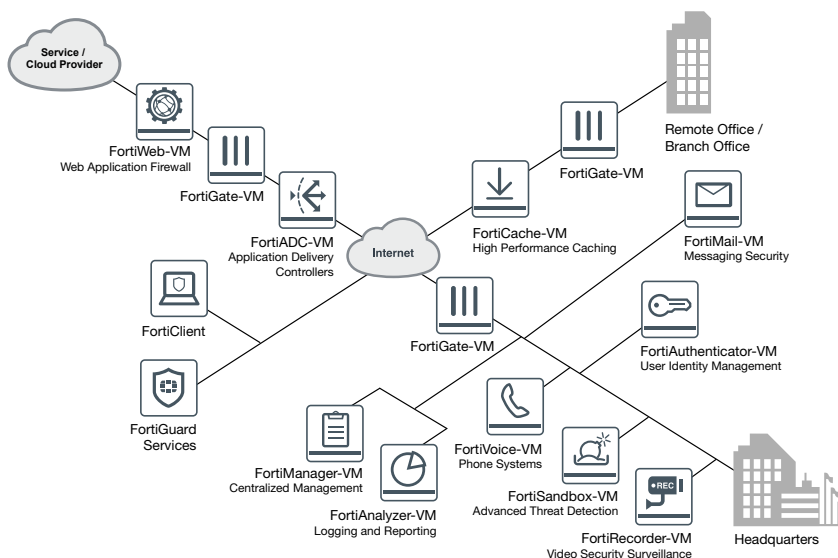 Service /
Cloud Provider
FortiWeb-VM
Web Application Firewall
FortiGate-VM
FortiADC-VM
Application Delivery
Controllers
Internet
FortiCache-VM
High Performance Caching
FortiGate-VM
Remote Office /
Branch Office
FortiMail-VM
Messaging Security
FortiClient
FortiGate-VM
FortiAuthenticator-VM
User Identity Management
FortiGuard
Services
FortiManager-VM
Centralized Management
FortiAnalyzer-VM
Logging and Reporting
FortiVoice-VM
Phone Systems
FortiSandbox-VM
Advanced Threat Detection
REC
FortiRecorder-VM
Video Security Surveillance
Headquarters